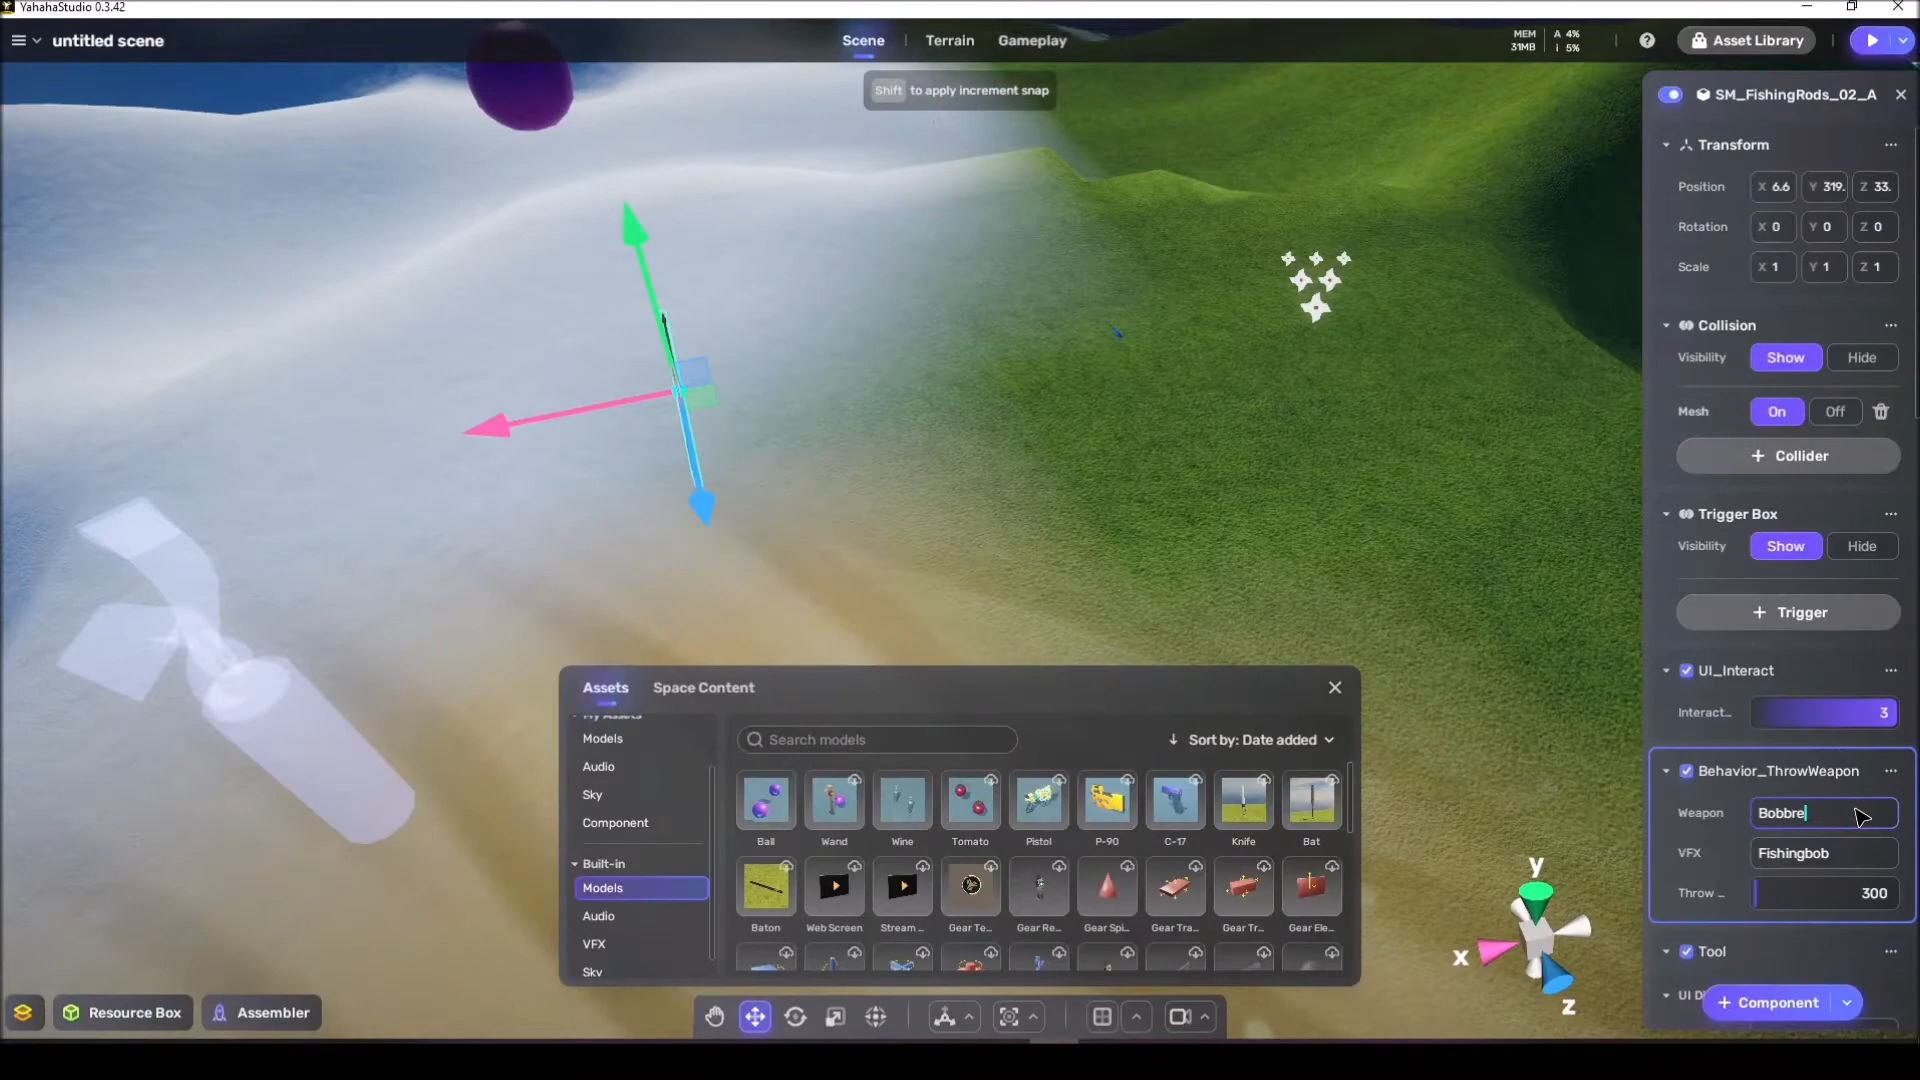 YahahaStudio 0.3.42
untitled scene
Scene
Terrain
Gameplay
MEM
31MB
A 4%
i 5%
Asset Library
Shift to apply increment snap
SM_FishingRods_02_A
Transform
Position X 6.6 Y 319. Z 33.
Rotation X 0 Y 0 Z 0
Scale X 1 Y 1 Z 1
Collision
Visibility Show Hide
Mesh On Off
+ Collider
Trigger Box
Visibility Show Hide
+ Trigger
UI_Interact
Interact... 3
Behavior_ThrowWeapon
Weapon Bobbre
VFX Fishingbob
Throw ... 300
Tool
+ Component
Assets
Space Content
My Assets
Models
Audio
Sky
Component
Built-in
Models
Audio
VFX
Sky
Search models
Sort by: Date added
Ball Wand Wine Tomato Pistol P-90 C-17 Knife Bat
Baton Web Screen Stream ... Gear Te... Gear Re... Gear Spi... Gear Tra... Gear Tr... Gear Ele...
y
X
Z
Resource Box
Assembler